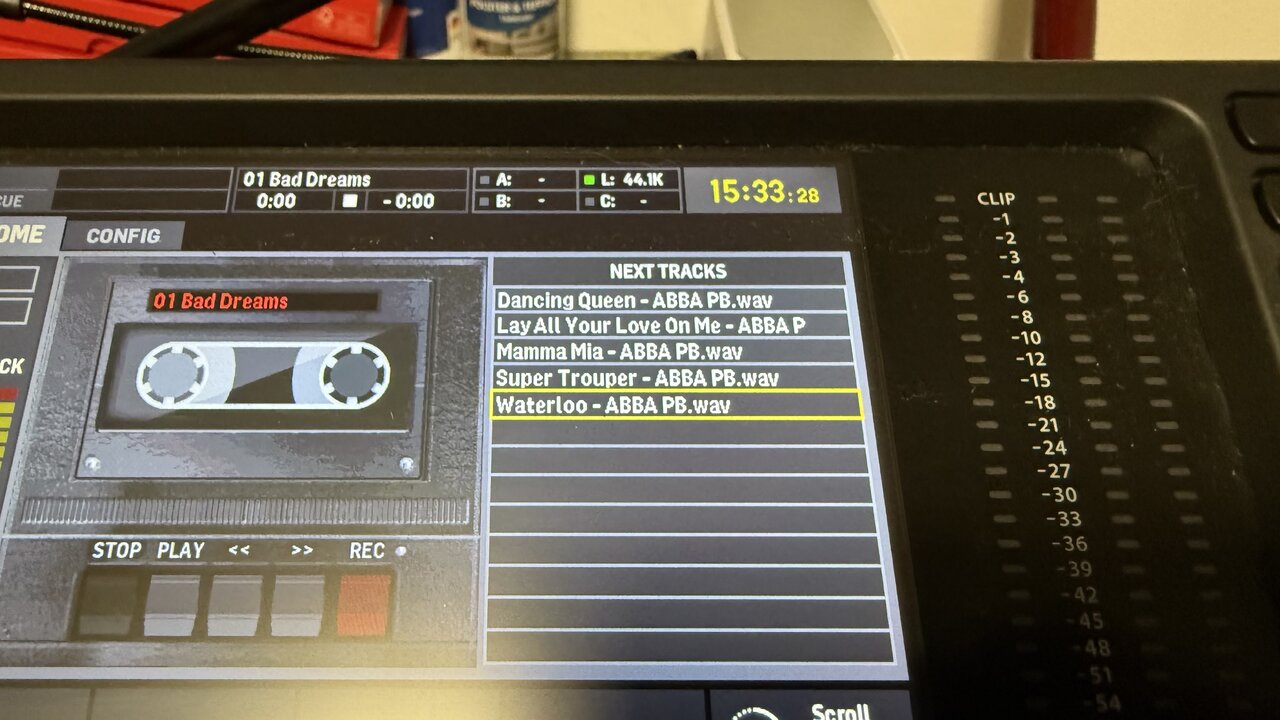 01 Bad Dreams
0:00 - 0:00
A: - L: 44.1K
B: - C: -
15:33:28
CUE
OME
CONFIG
CK
01 Bad Dreams
STOP PLAY << >> REC
NEXT TRACKS
Dancing Queen - ABBA PB.wav
Lay All Your Love On Me - ABBA P
Mamma Mia - ABBA PB.wav
Super Trouper - ABBA PB.wav
Waterloo - ABBA PB.wav
Scroll
CLIP
-1
-2
-3
-4
-6
-8
-10
-12
-15
-18
-21
-24
-27
-30
-33
-36
-39
-42
-45
-48
-51
-54